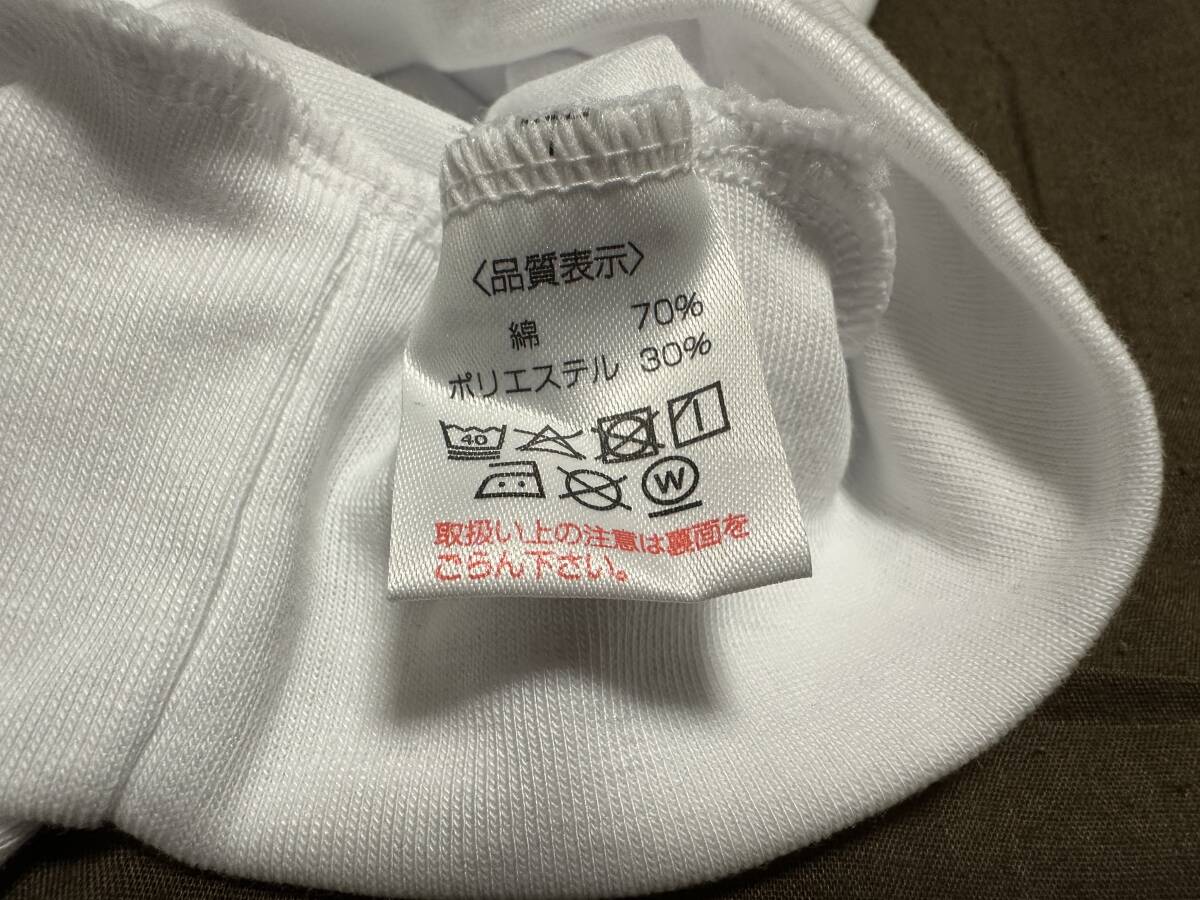 〈品質表示〉
綿 70%
ポリエステル 30%
40
W
取扱い上の注意は裏面を
ごらん下さい。